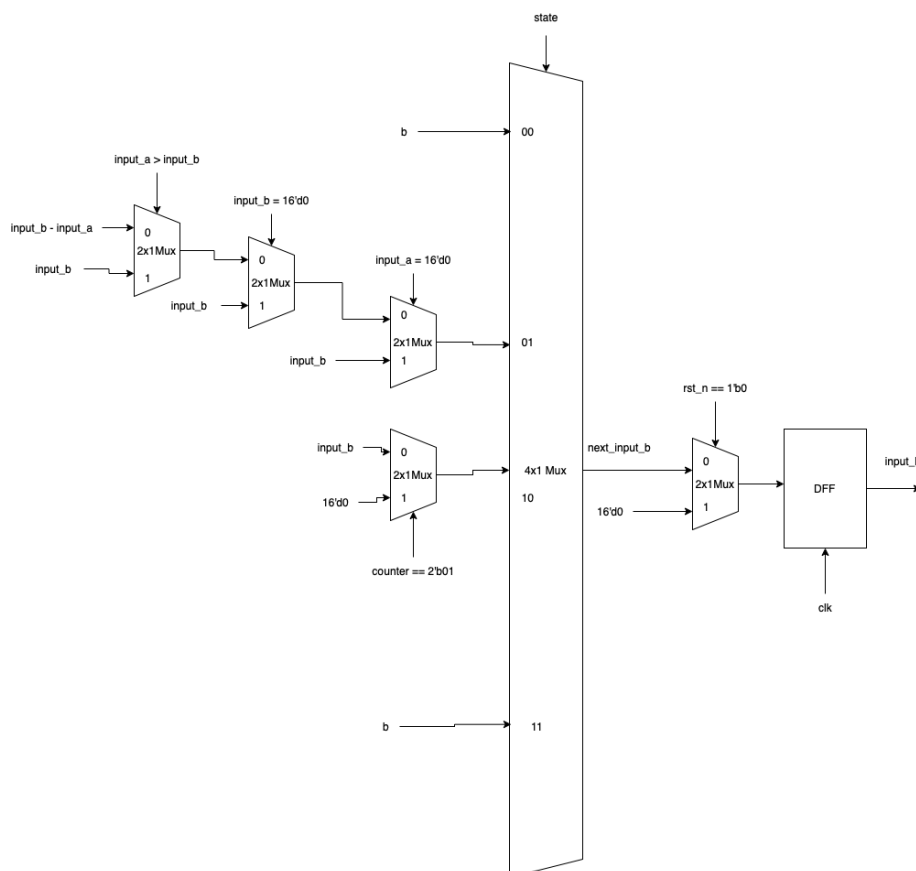 state
b
00
input_a > input_b
input_b = 16'd0
input_b - input_a
0
2x1Mux
input_b
1
0
2x1Mux
input_b
1
input_a = 16'd0
0
2x1Mux
input_b
1
01
rst_n == 1'b0
input_b
0
2x1Mux
16'd0
1
counter == 2'b01
4x1 Mux
10
next_input_b
0
2x1Mux
16'd0
1
DFF
clk
b
11